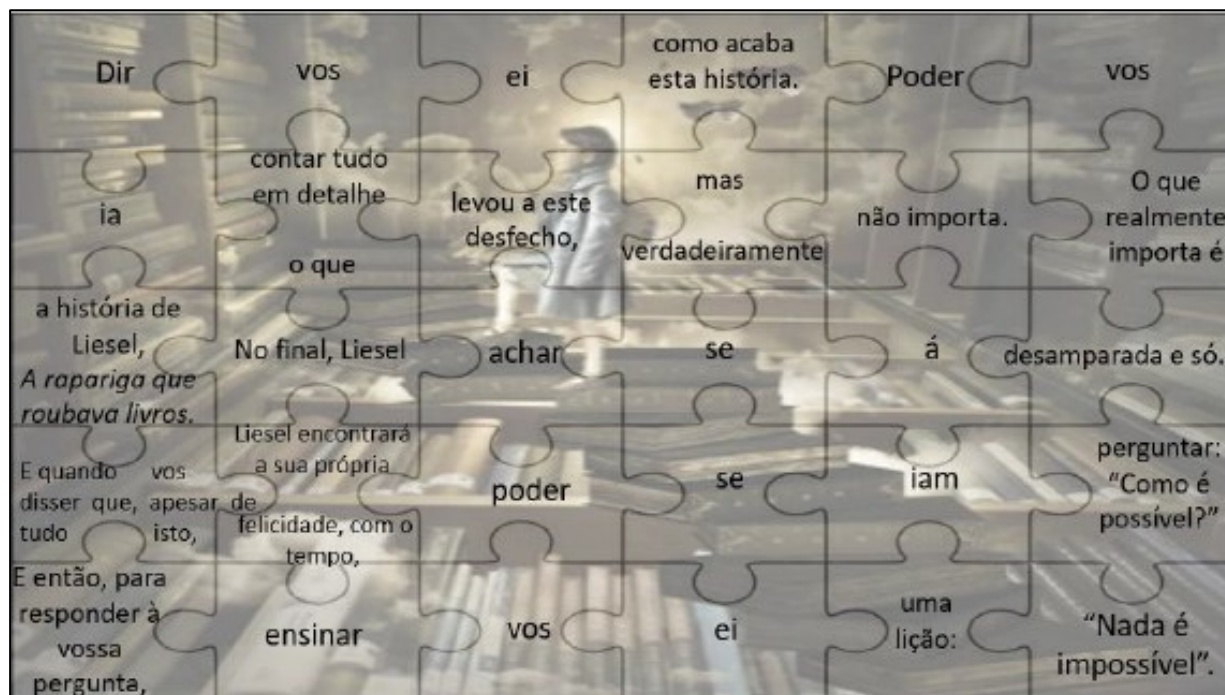 Dir
vos
ei
como acaba
esta história.
Poder
vos
ia
contar tudo
em detalhe
o que
levou a este
desfecho,
mas
verdadeiramente
não importa.
O que
realmente
importa é
a história de
Liesel,
A rapariga que
roubava livros.
No final, Liesel
achar
se
á
desamparada e só.
E quando vos
disser que, apesar de
tudo isto,
Liesel encontrará
a sua própria
felicidade, com o
tempo,
poder
se
iam
perguntar:
“Como é
possível?”
E então, para
responder à
vossa
pergunta,
ensinar
vos
ei
uma
lição:
“Nada é
impossível”.